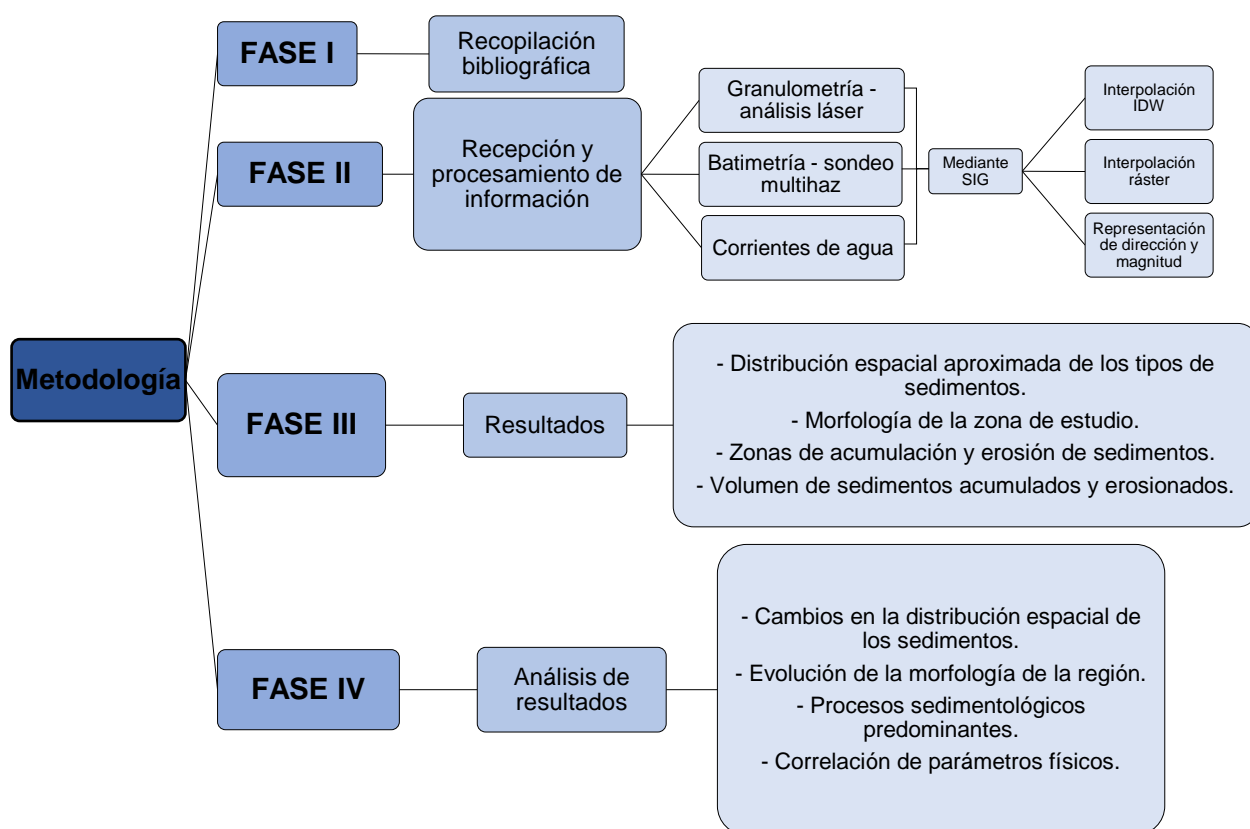 Metodología
FASE I
Recopilación
bibliográfica
FASE II
Recepción y
procesamiento de
información
Granulometría -
análisis láser
Batimetría - sondeo
multihaz
Corrientes de agua
Mediante
SIG
Interpolación
IDW
Interpolación
ráster
Representación
de dirección y
magnitud
FASE III
Resultados
- Distribución espacial aproximada de los tipos de
sedimentos.
- Morfología de la zona de estudio.
- Zonas de acumulación y erosión de sedimentos.
- Volumen de sedimentos acumulados y erosionados.
FASE IV
Análisis de
resultados
- Cambios en la distribución espacial de
los sedimentos.
- Evolución de la morfología de la región.
- Procesos sedimentológicos
predominantes.
- Correlación de parámetros físicos.